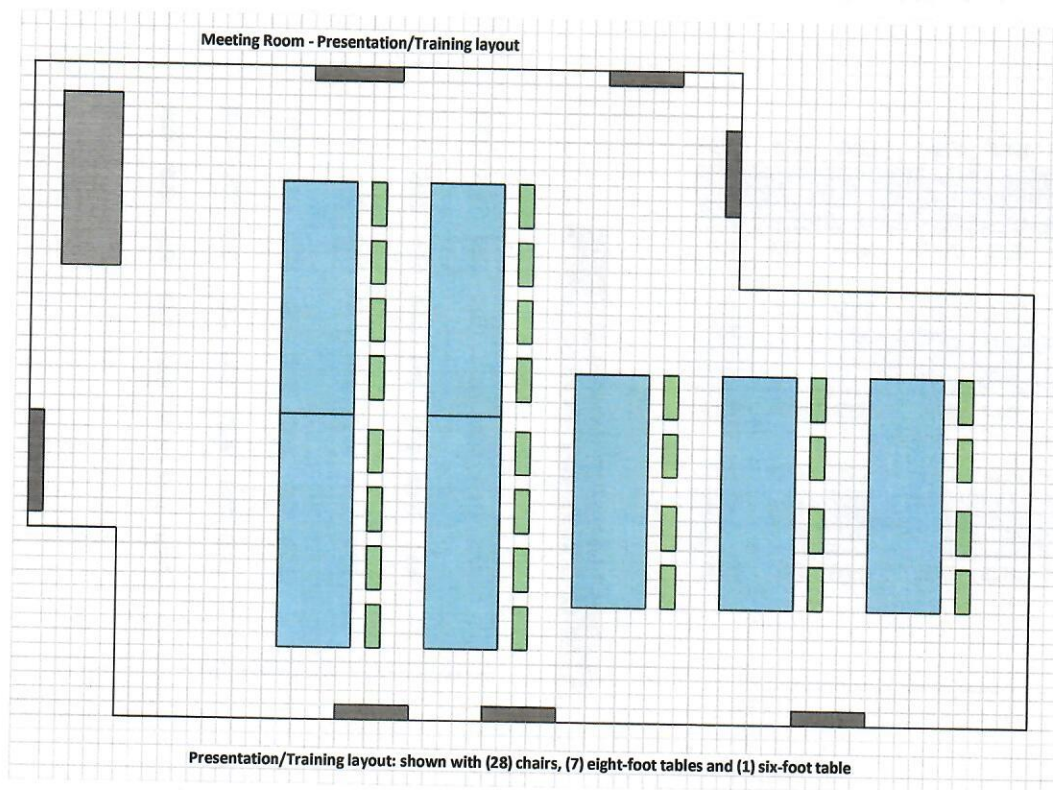 Meeting Room - Presentation/Training layout
Presentation/Training layout: shown with (28) chairs, (7) eight-foot tables and (1) six-foot table